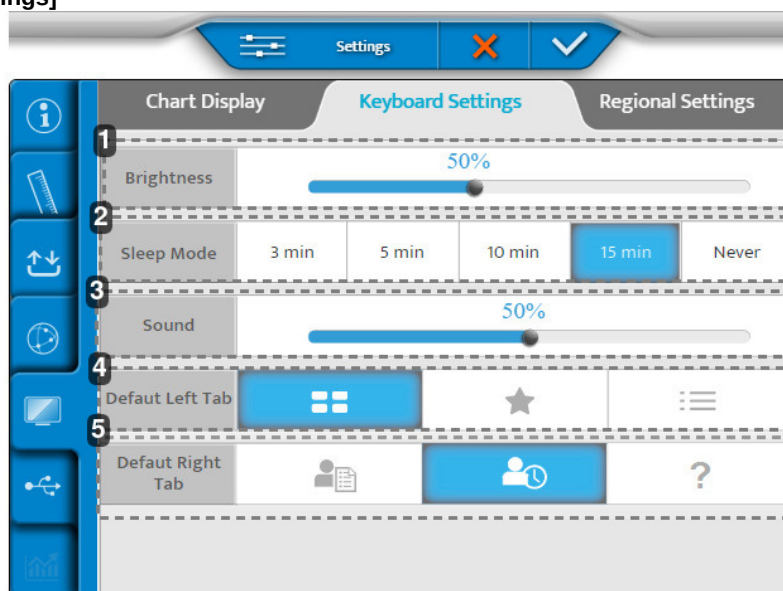 ings]
Settings
Chart Display Keyboard Settings Regional Settings
1
50%
Brightness
2
Sleep Mode 3 min 5 min 10 min 15 min Never
3
50%
Sound
4
Defaut Left Tab
5
Defaut Right
Tab
?